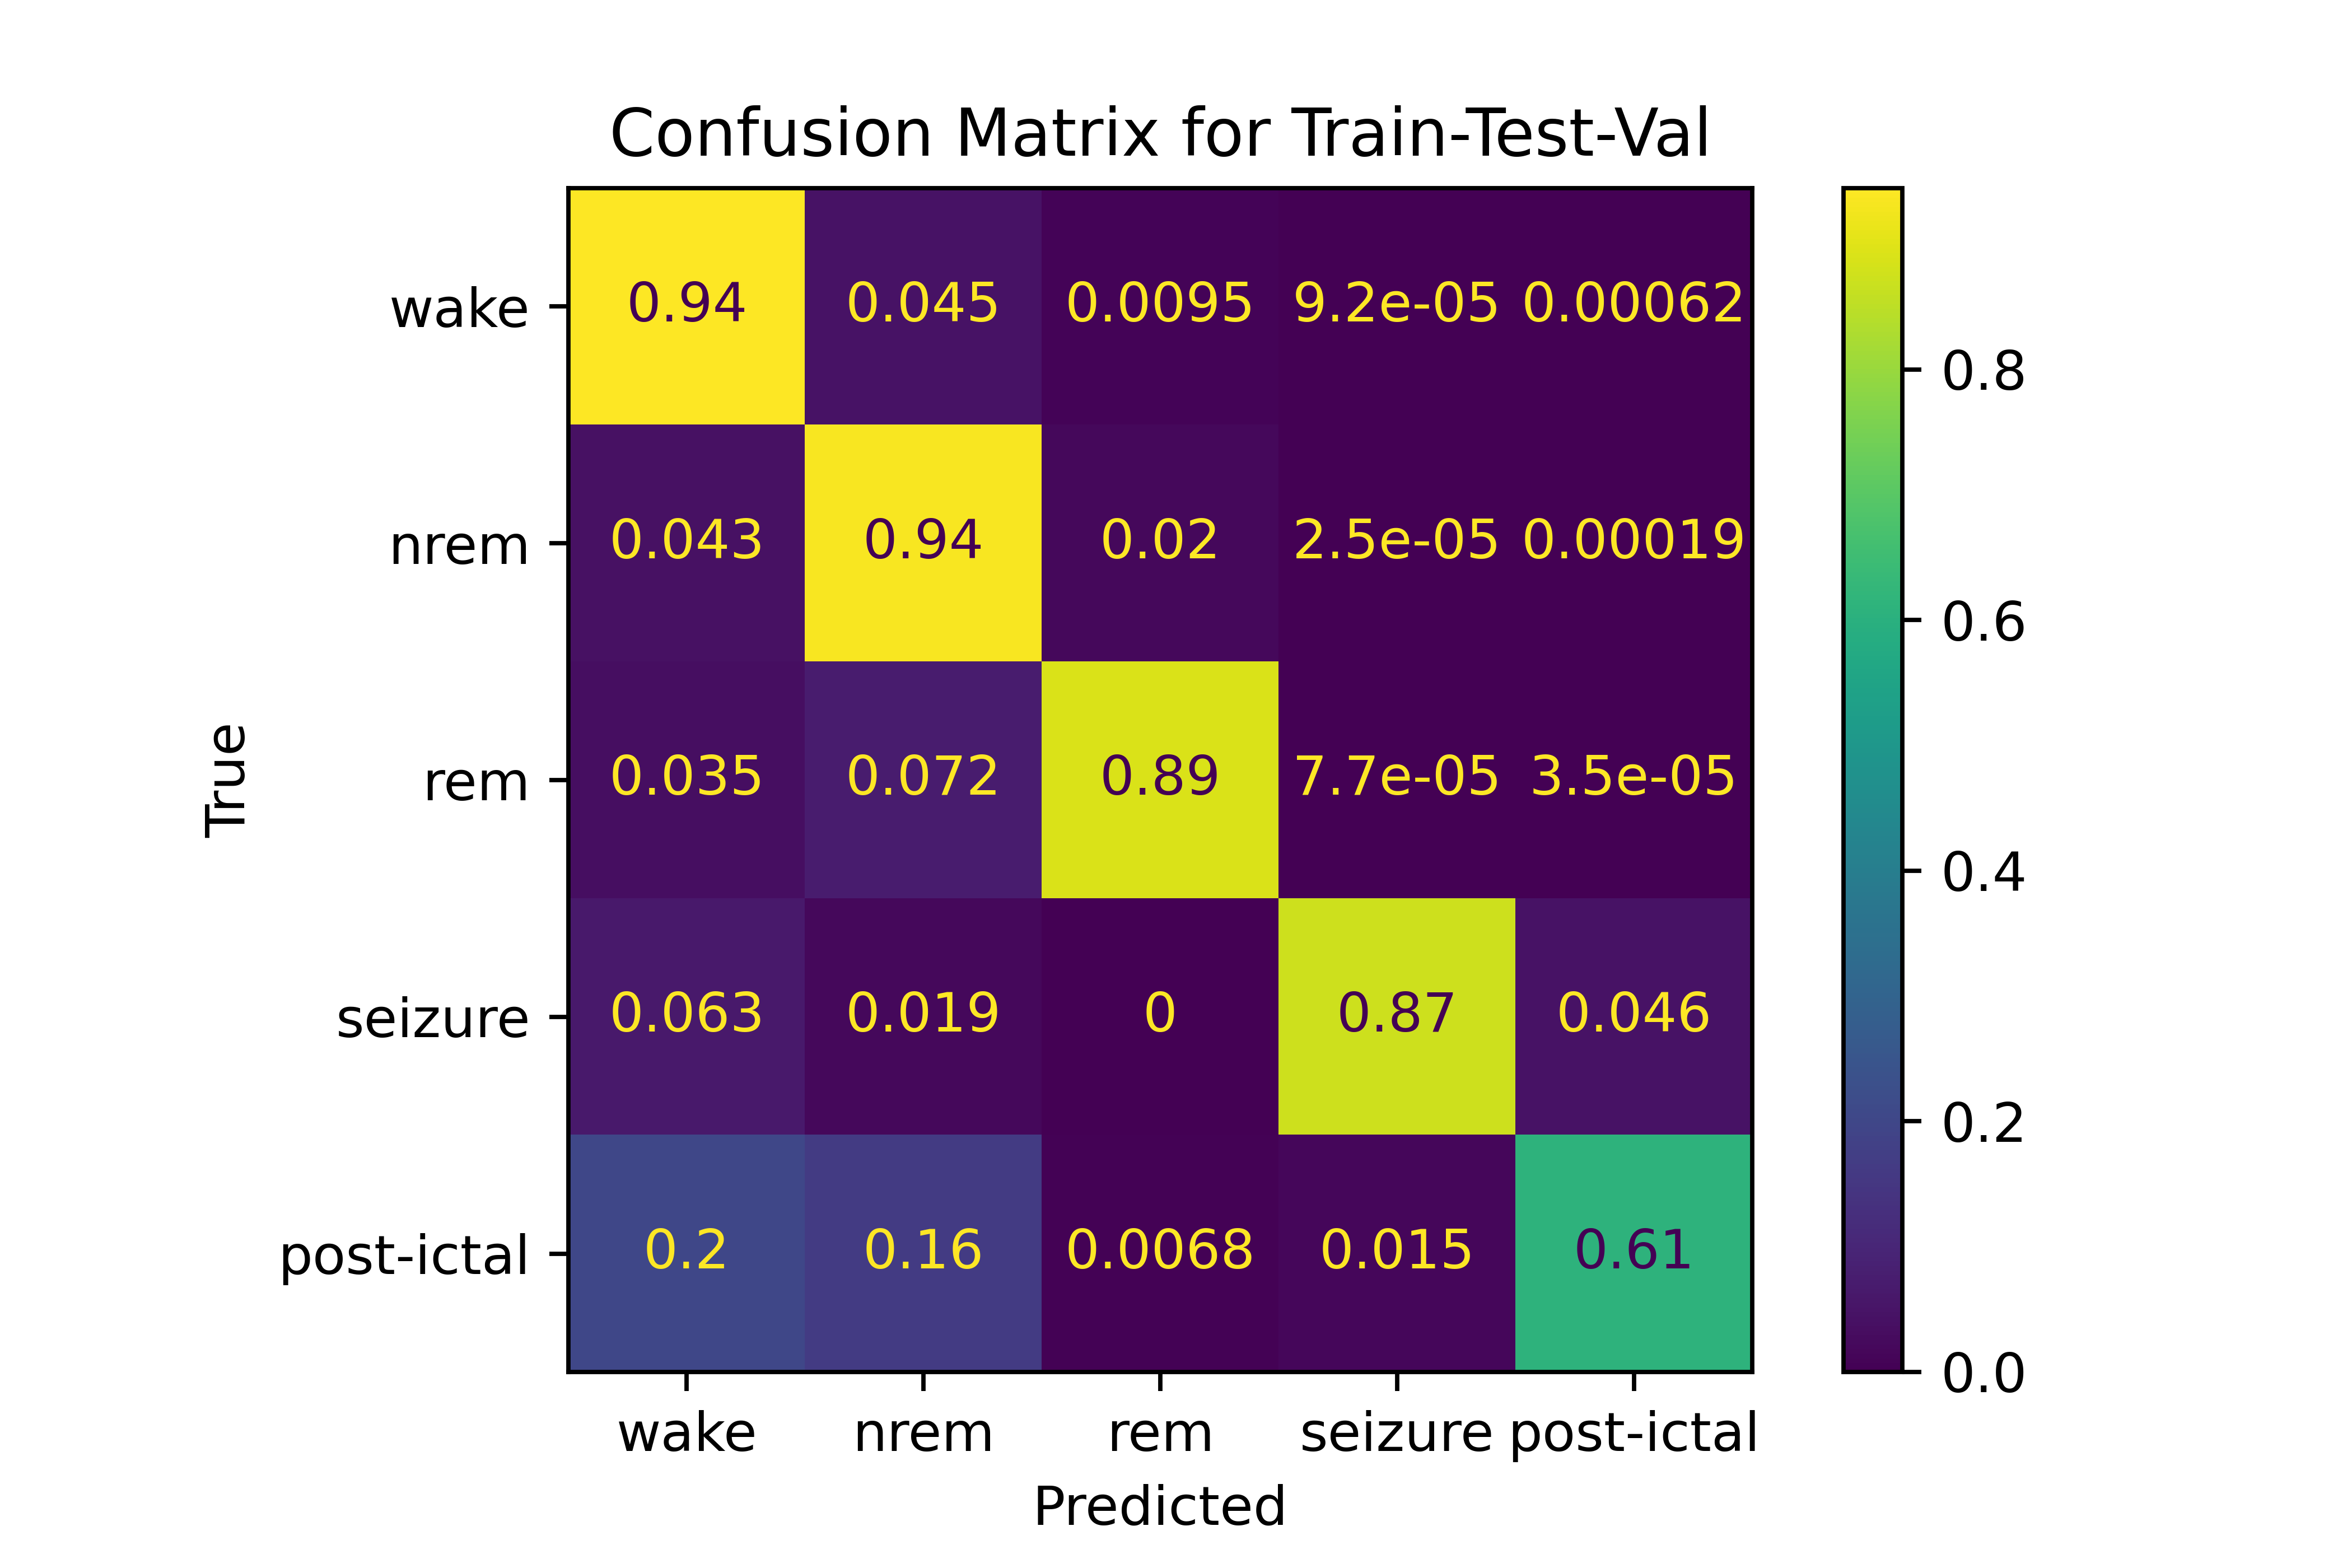 Confusion Matrix for Train-Test-Val
wake 0.94 0.045 0.0095 9.2e-05 0.00062
nrem 0.043 0.94 0.02 2.5e-05 0.00019
rem 0.035 0.072 0.89 7.7e-05 3.5e-05
seizure 0.063 0.019 0 0.87 0.046
post-ictal 0.2 0.16 0.0068 0.015 0.61
True
wake nrem rem seizure post-ictal
Predicted
0.8
0.6
0.4
0.2
0.0